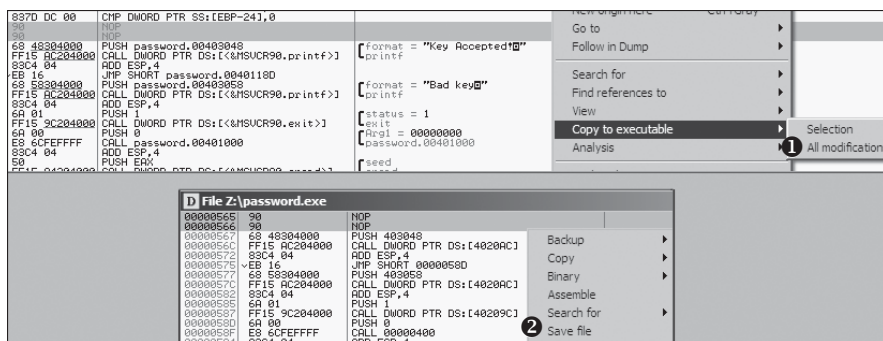 837D DC 00 CMP DWORD PTR SS:[EBP-24],0
90 NOP
90 NOP
68 48304000 PUSH password.00403048 format = "Key Accepted!
FF15 AC204000 CALL DWORD PTR DS:[<&MSVCR90.printf>] printf
83C4 04 ADD ESP,4
EB 16 JMP SHORT password.0040118D
68 58304000 PUSH password.00403058 format = "Bad key
FF15 AC204000 CALL DWORD PTR DS:[<&MSVCR90.printf>] printf
83C4 04 ADD ESP,4
6A 01 PUSH 1 status = 1
FF15 9C204000 CALL DWORD PTR DS:[<&MSVCR90.exit>] exit
6A 00 PUSH 0 Arg1 = 00000000
E8 6CFEFFFF CALL password.00401000 password.00401000
83C4 04 ADD ESP,4
50 PUSH EAX seed
Go to
Follow in Dump
Search for
Find references to
View
Copy to executable
Analysis
Selection
1 All modification
D File Z:\password.exe
00000565 90 NOP
00000566 90 NOP
00000567 68 48304000 PUSH 403048
0000056C FF15 AC204000 CALL DWORD PTR DS:[4020AC]
00000572 83C4 04 ADD ESP,4
00000575 EB 16 JMP SHORT 0000058D
00000577 68 58304000 PUSH 403058
0000057C FF15 AC204000 CALL DWORD PTR DS:[4020AC]
00000582 83C4 04 ADD ESP,4
00000585 6A 01 PUSH 1
00000587 FF15 9C204000 CALL DWORD PTR DS:[40209C]
0000058D 6A 00 PUSH 0
0000058F E8 6CFEFFFF CALL 00000400
Backup
Copy
Binary
Assemble
Search for
2 Save file